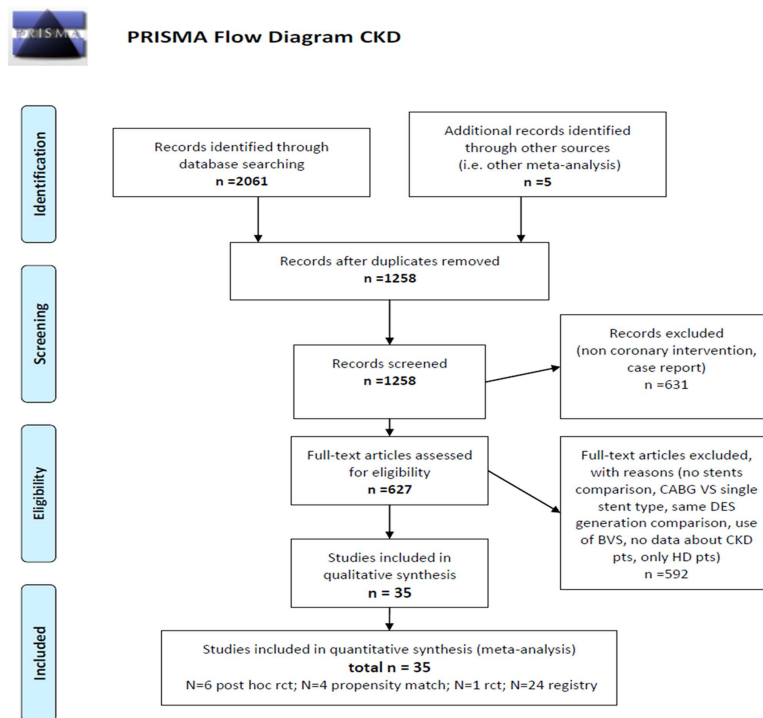 PRISMA
PRISMA Flow Diagram CKD
Identification
Records identified through
database searching
n =2061
Additional records identified
through other sources
(i.e. other meta-analysis)
n =5
Records after duplicates removed
n =1258
Screening
Records screened
n =1258
Records excluded
(non coronary intervention,
case report)
n =631
Eligibility
Full-text articles assessed
for eligibility
n =627
Full-text articles excluded,
with reasons (no stents
comparison, CABG VS single
stent type, same DES
generation comparison, use
of BVS, no data about CKD
pts, only HD pts)
n =592
Studies included in
qualitative synthesis
n = 35
Included
Studies included in quantitative synthesis (meta-analysis)
total n = 35
N=6 post hoc rct; N=4 propensity match; N=1 rct; N=24 registry